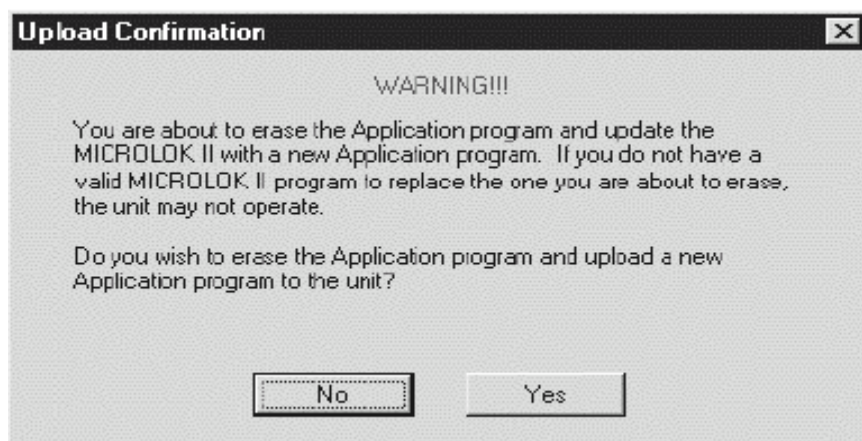 Upload Confirmation
WARNING!!!
You are about to erase the Application program and update the
MICROLOK II with a new Application program. If you do not have a
valid MICROLOK II program to replace the one you are about to erase,
the unit may not operate.
Do you wish to erase the Application program and upload a new
Application program to the unit?
No
Yes